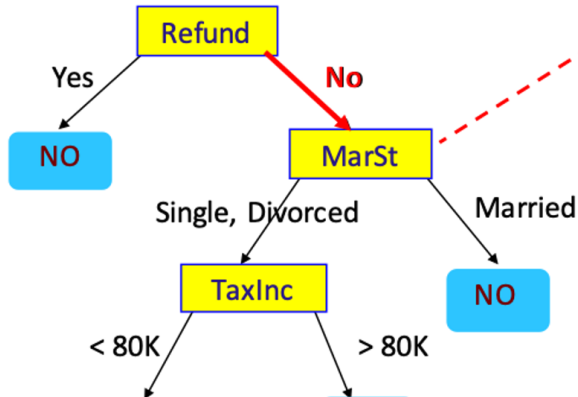 Refund
Yes
No
NO
MarSt
Single, Divorced
Married
TaxInc
NO
< 80K
> 80K